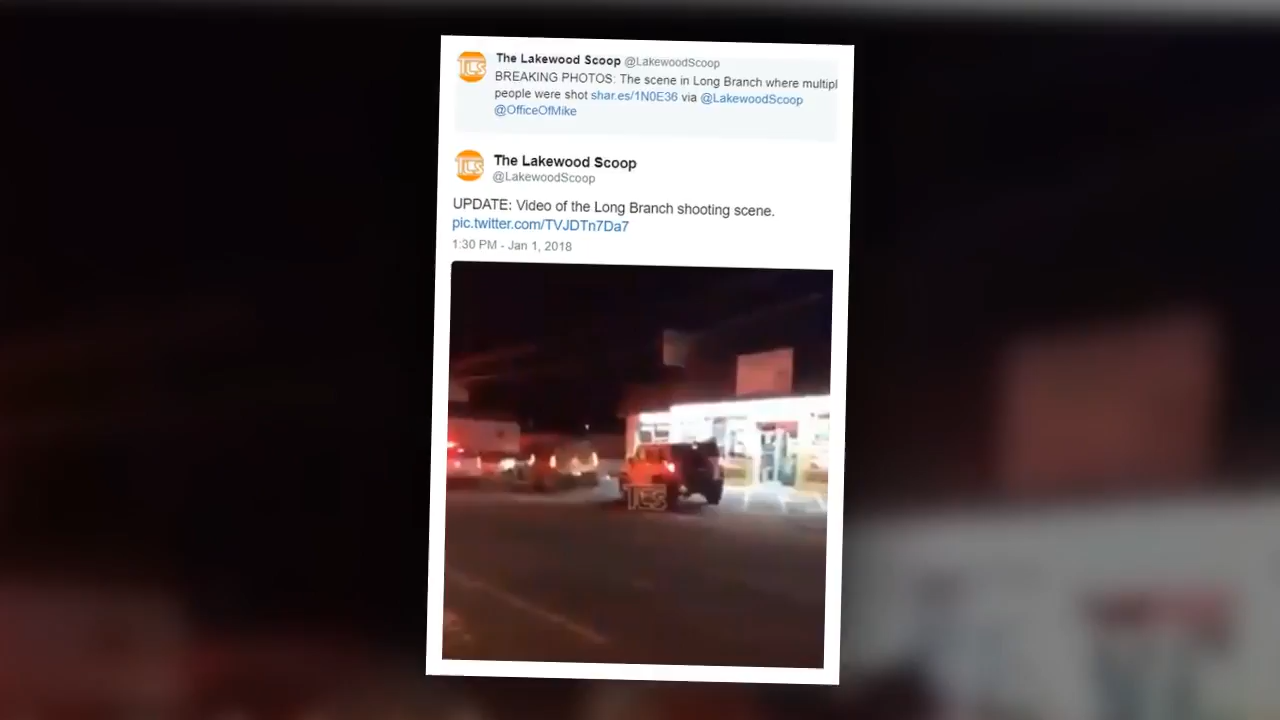 The Lakewood Scoop @LakewoodScoop
BREAKING PHOTOS: The scene in Long Branch where multipl
people were shot shar.es/1N0E36 via @LakewoodScoop
@OfficeOfMike
The Lakewood Scoop
@LakewoodScoop
UPDATE: Video of the Long Branch shooting scene.
pic.twitter.com/TVJDTn7Da7
1:30 PM - Jan 1, 2018
TLS